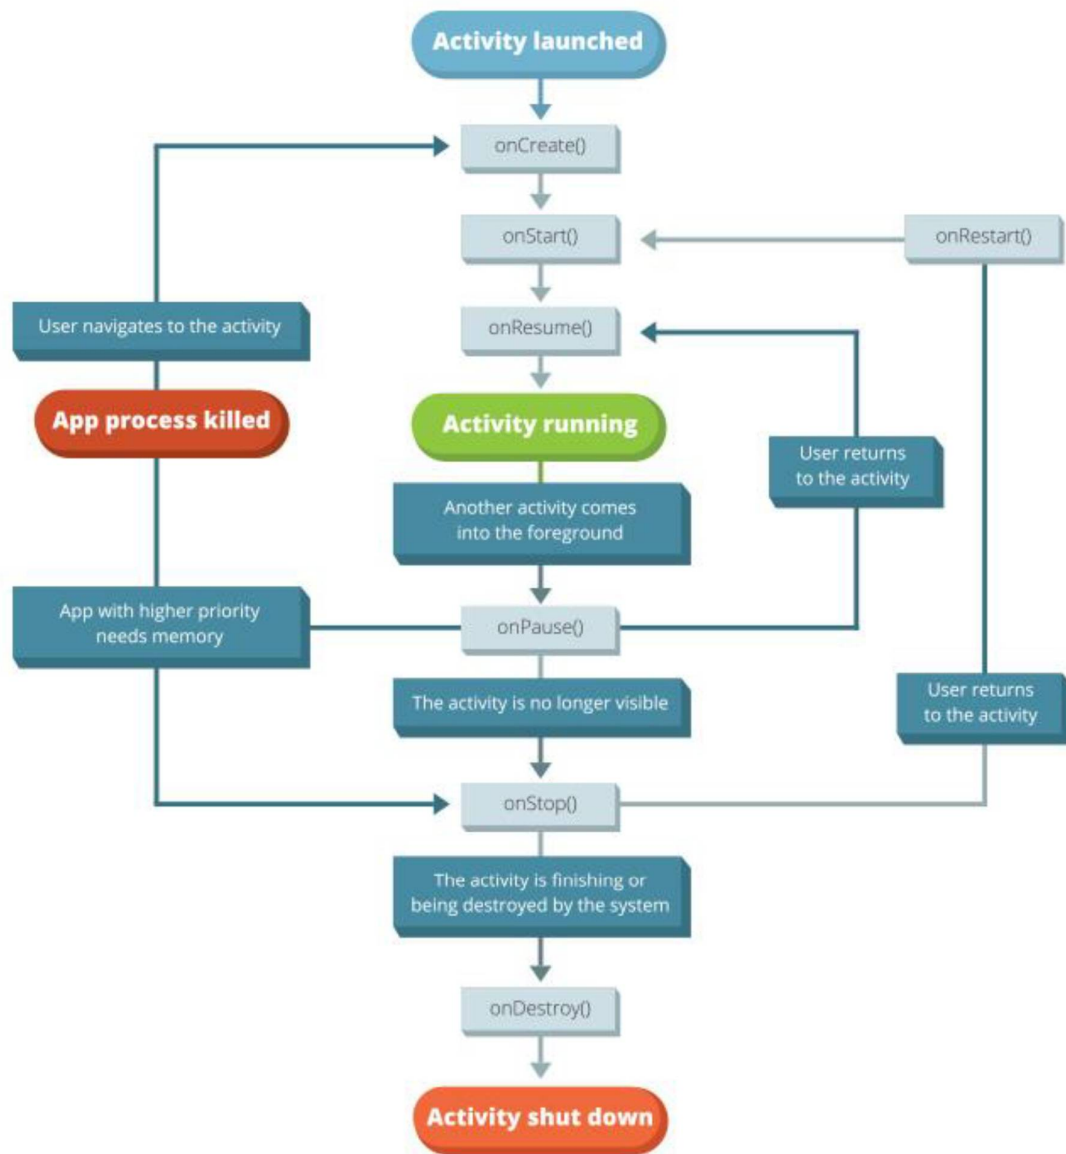 Activity launched
onCreate()
onStart()
onRestart()
User navigates to the activity
onResume()
App process killed
Activity running
User returns
to the activity
Another activity comes
into the foreground
App with higher priority
needs memory
onPause()
The activity is no longer visible
User returns
to the activity
onStop()
The activity is finishing or
being destroyed by the system
onDestroy()
Activity shut down